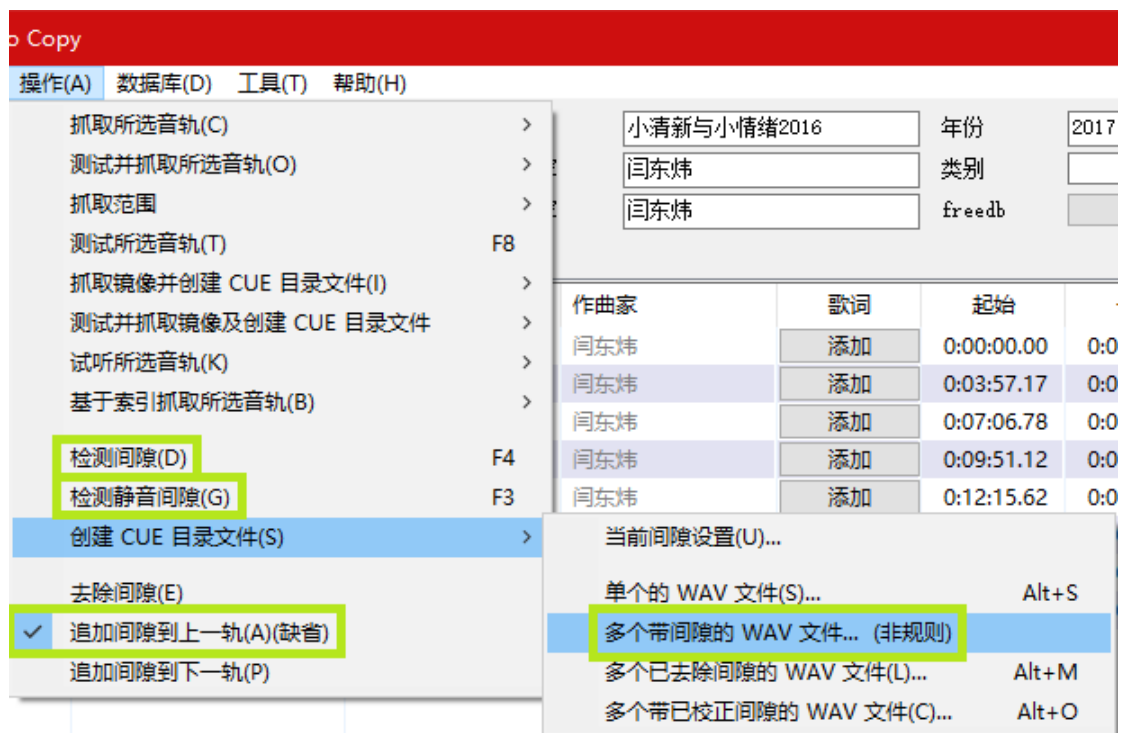 o Copy
操作(A) 数据库(D) 工具(T) 帮助(H)
抓取所选音轨(C)
测试并抓取所选音轨(O)
抓取范围
测试所选音轨(T) F8
抓取镜像并创建 CUE 目录文件(I)
测试并抓取镜像及创建 CUE 目录文件
试听所选音轨(K)
基于索引抓取所选音轨(B)
检测间隙(D) F4
检测静音间隙(G) F3
创建 CUE 目录文件(S)
去除间隙(E)
追加间隙到上一轨(A)(缺省)
追加间隙到下一轨(P)
小清新与小情绪2016 年份 2017
闫东炜 类别
闫东炜 freedb
作曲家 歌词 起始
闫东炜 添加 0:00:00.00 0:0
闫东炜 添加 0:03:57.17 0:0
闫东炜 添加 0:07:06.78 0:0
闫东炜 添加 0:09:51.12 0:0
闫东炜 添加 0:12:15.62 0:0
当前间隙设置(U)...
单个的 WAV 文件(S)... Alt+S
多个带间隙的 WAV 文件... (非规则)
多个已去除间隙的 WAV 文件(L)... Alt+M
多个带已校正间隙的 WAV 文件(C)... Alt+O